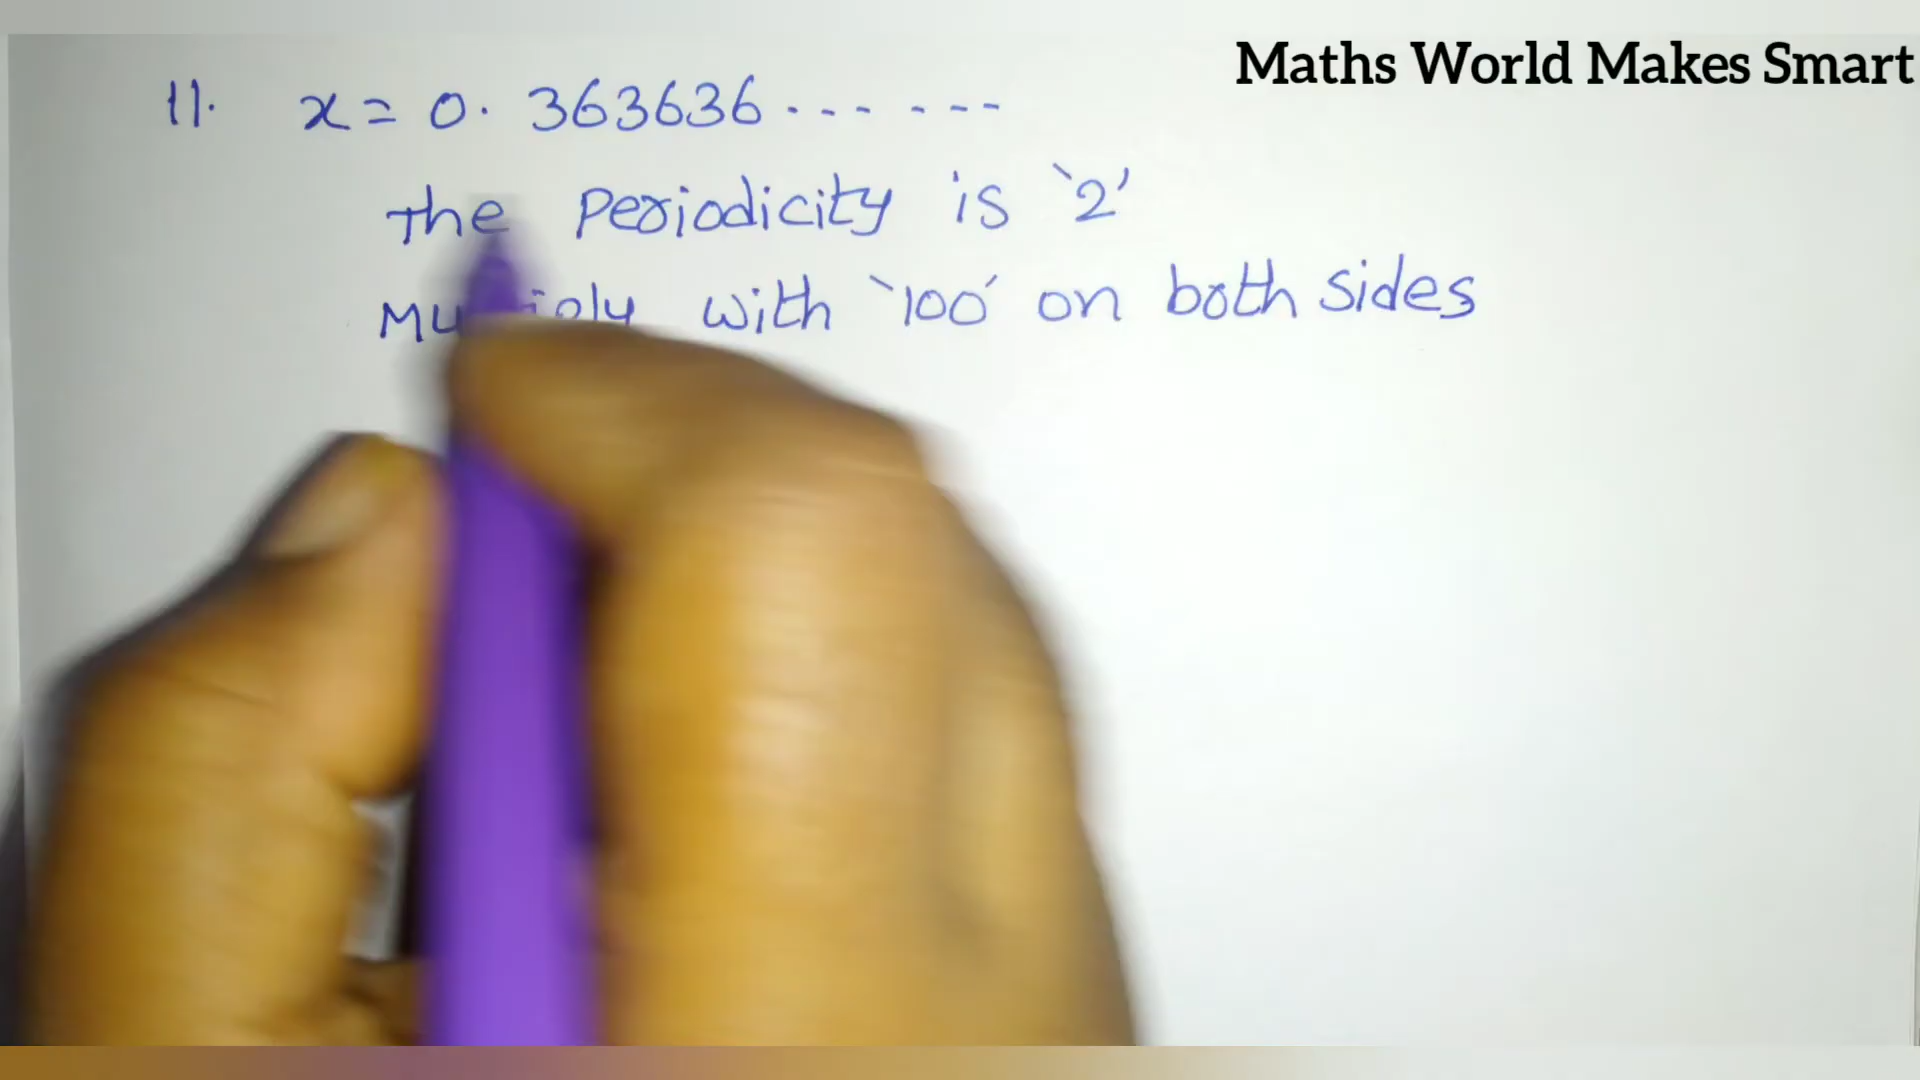 Maths World Makes Smart
11. x = 0.363636.--- ---
The Periodicity is `2'
with `100' on both sides